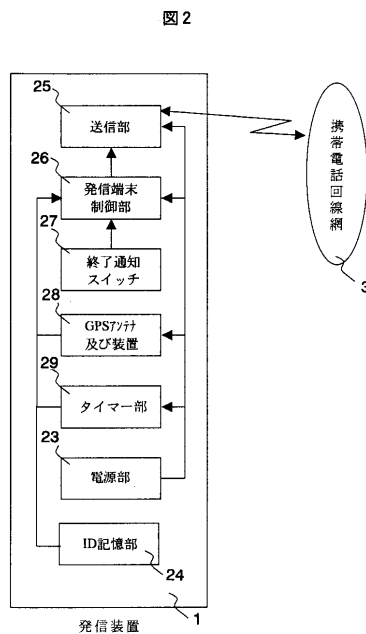 図2
25
送信部
26
発信端末
制御部
27
終了通知
スイッチ
28
GPSアンテナ
及び装置
29
タイマー部
23
電源部
ID記憶部
24
1
発信装置
携帯電話回線網
3